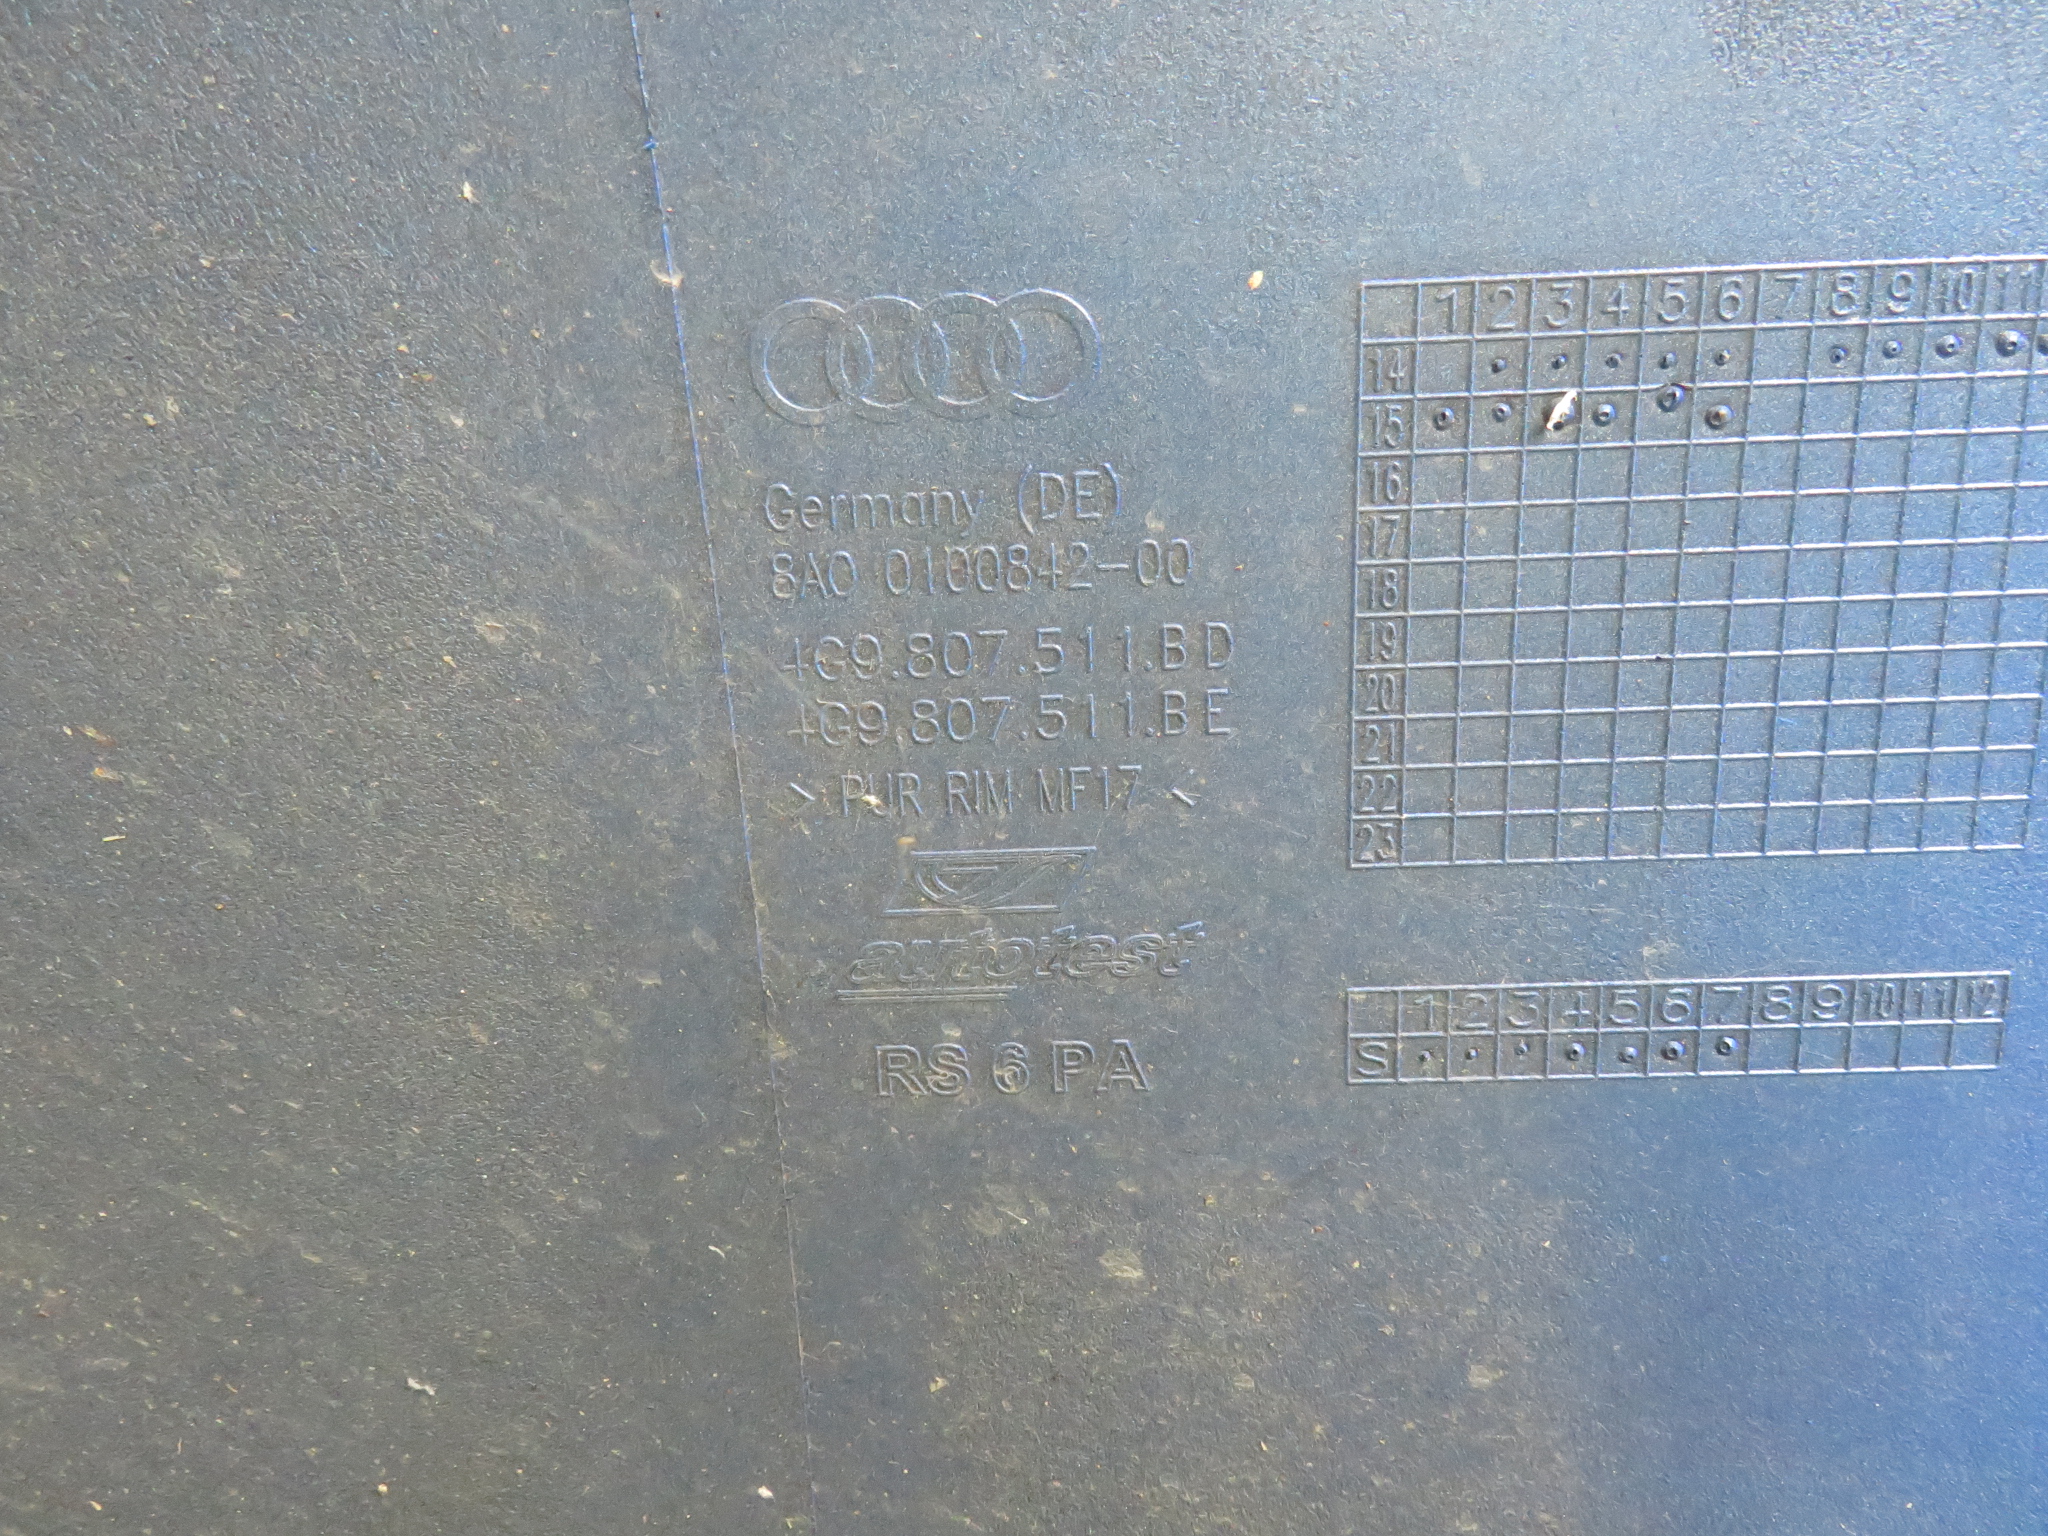 Germany (DE)
8A0 0100842-00
4G9.807.511.BD
4G9.807.511.BE
> PUR RIM MF17 <
autotest
RS 6 PA
1 2 3 4 5 6 7 8 9 10 11
14
15
16
17
18
19
20
21
22
23
1 2 3 4 5 6 7 8 9 10 11 12
S